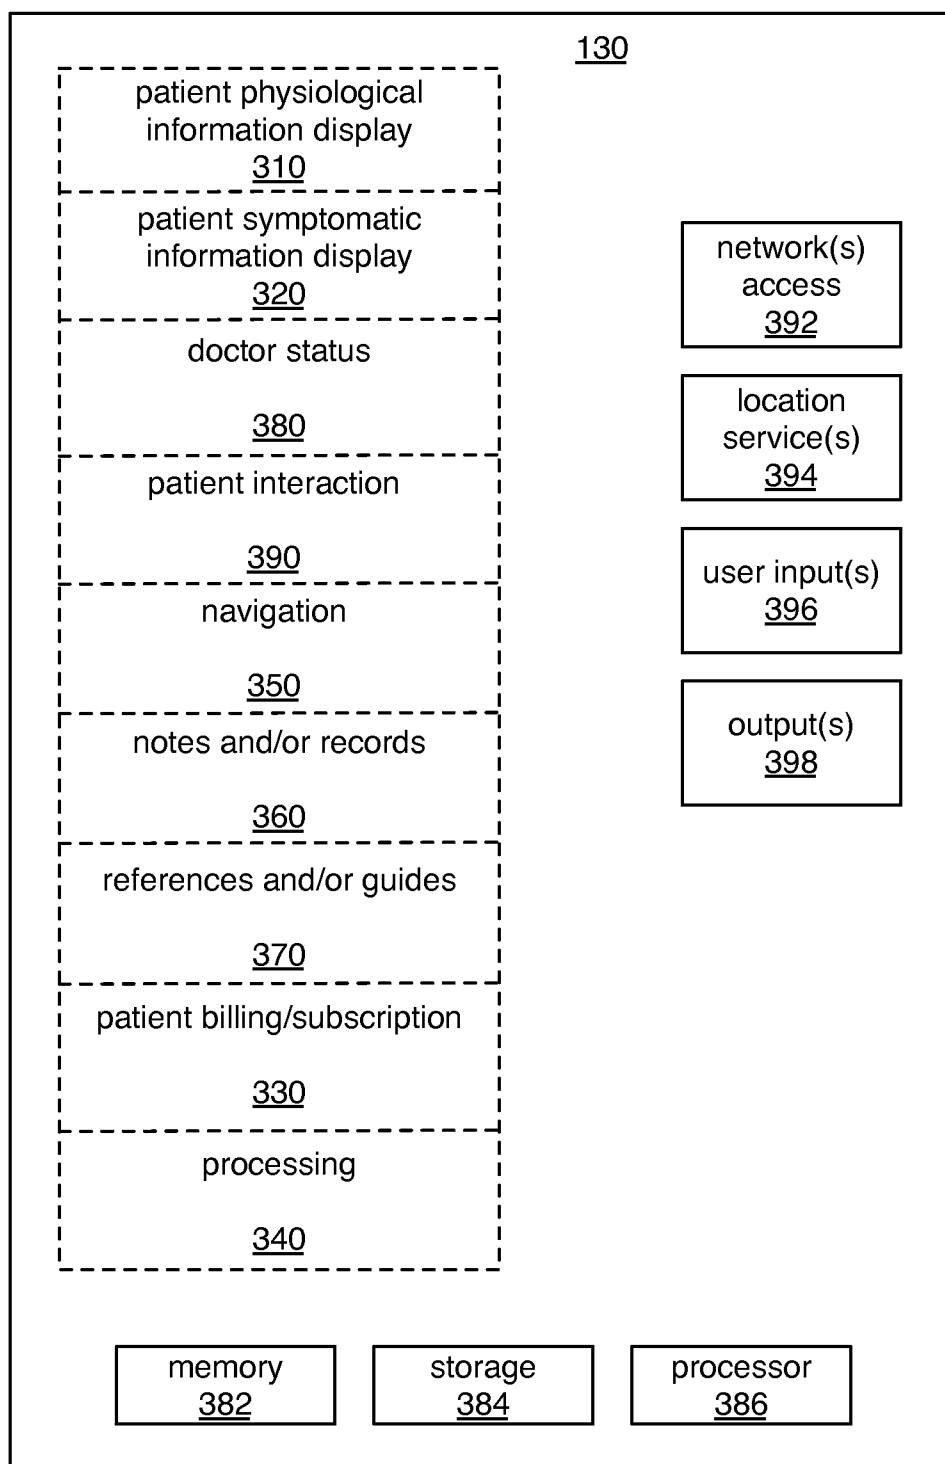 130
patient physiological
information display
310
patient symptomatic
information display
320
doctor status
380
patient interaction
390
navigation
350
notes and/or records
360
references and/or guides
370
patient billing/subscription
330
processing
340
network(s)
access
392
location
service(s)
394
user input(s)
396
output(s)
398
memory
382
storage
384
processor
386